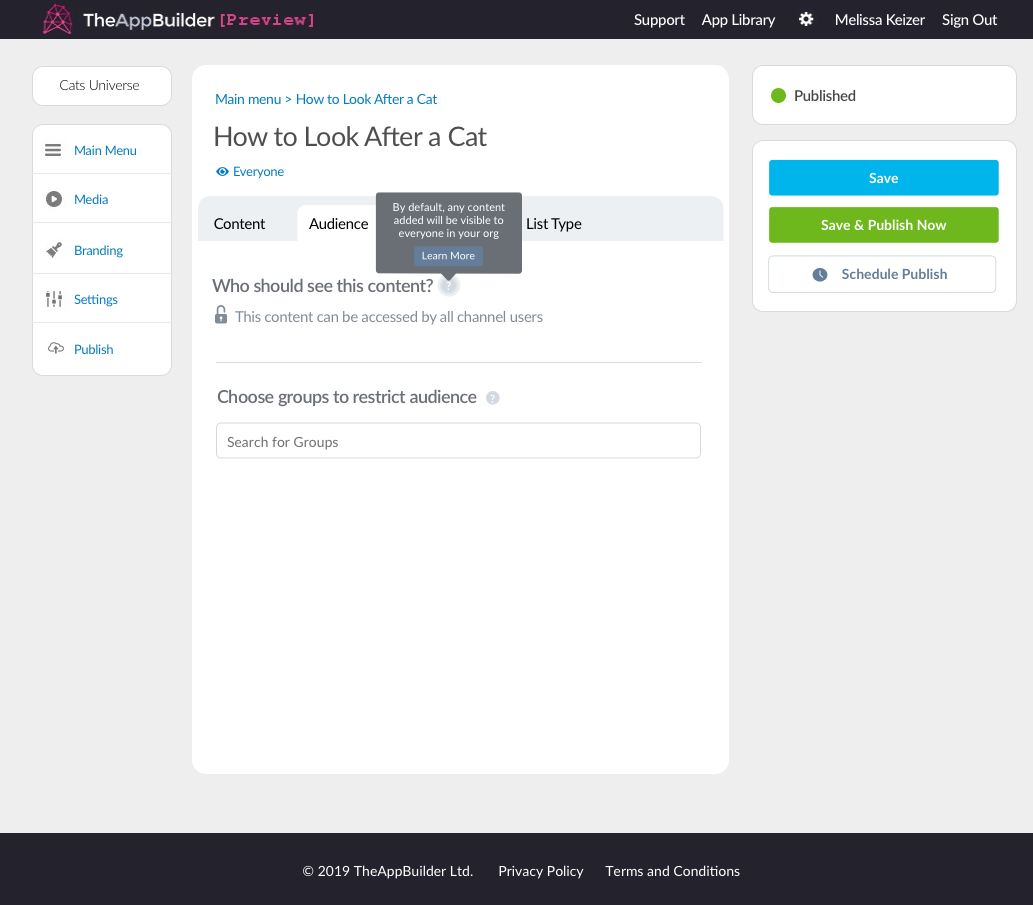 TheAppBuilder [Preview]
Support App Library Melissa Keizer Sign Out
Cats Universe
Main Menu
Media
Branding
Settings
Publish
Main menu > How to Look After a Cat
How to Look After a Cat
Everyone
Content Audience List Type
By default, any content
added will be visible to
everyone in your org
Learn More
Who should see this content? ?
This content can be accessed by all channel users
Choose groups to restrict audience ?
Search for Groups
Published
Save
Save & Publish Now
Schedule Publish
© 2019 TheAppBuilder Ltd. Privacy Policy Terms and Conditions